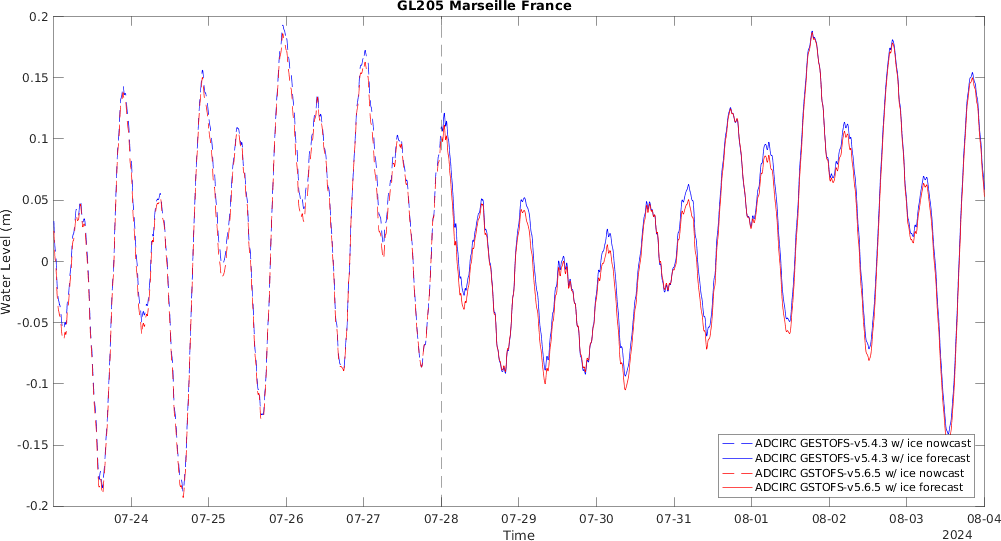 GL205 Marseille France
Water Level (m)
0.2
0.15
0.1
0.05
0
-0.05
-0.1
-0.15
-0.2
ADCIRC GESTOFS-v5.4.3 w/ ice nowcast
ADCIRC GESTOFS-v5.4.3 w/ ice forecast
ADCIRC GSTOFS-v5.6.5 w/ ice nowcast
ADCIRC GSTOFS-v5.6.5 w/ ice forecast
07-24 07-25 07-26 07-27 07-28 07-29 07-30 07-31 08-01 08-02 08-03 08-04
Time
2024